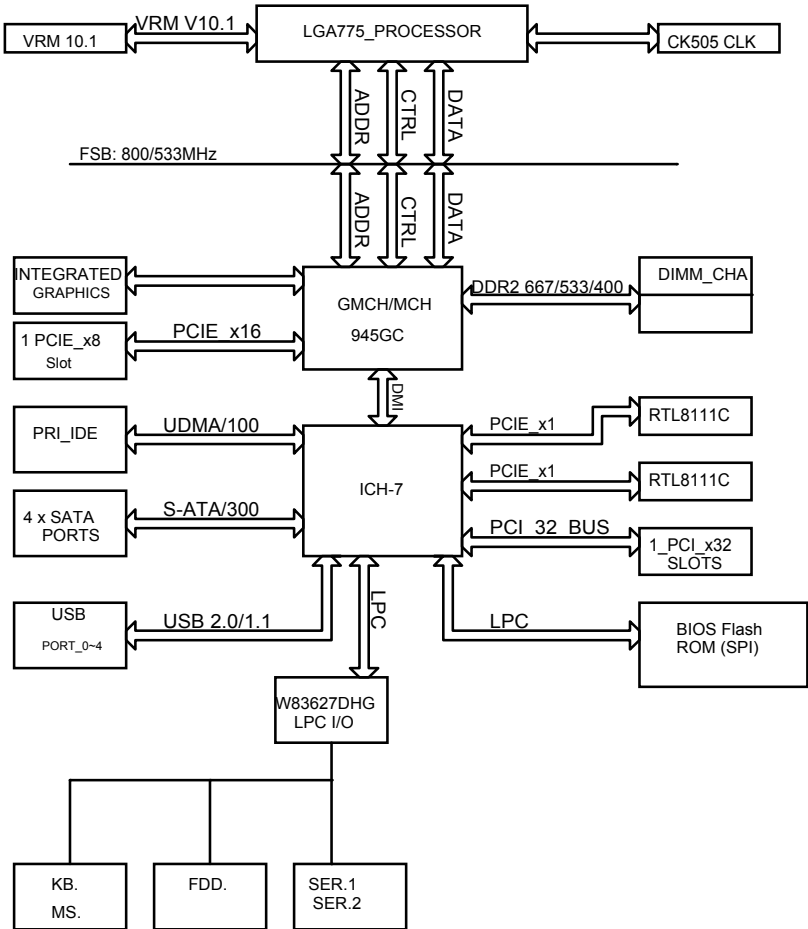 VRM 10.1
VRM V10.1
LGA775_PROCESSOR
CK505 CLK
ADDR
CTRL
DATA
FSB: 800/533MHz
ADDR
CTRL
DATA
INTEGRATED
GRAPHICS
GMCH/MCH
945GC
DDR2 667/533/400
DIMM_CHA
1 PCIE_x8
Slot
PCIE_x16
DMI
PRI_IDE
UDMA/100
ICH-7
PCIE_x1
RTL8111C
PCIE_x1
RTL8111C
4 x SATA
PORTS
S-ATA/300
PCI_32_BUS
1_PCI_x32
SLOTS
USB
PORT_0~4
USB 2.0/1.1
LPC
LPC
BIOS Flash
ROM (SPI)
W83627DHG
LPC I/O
KB.
MS.
FDD.
SER.1
SER.2